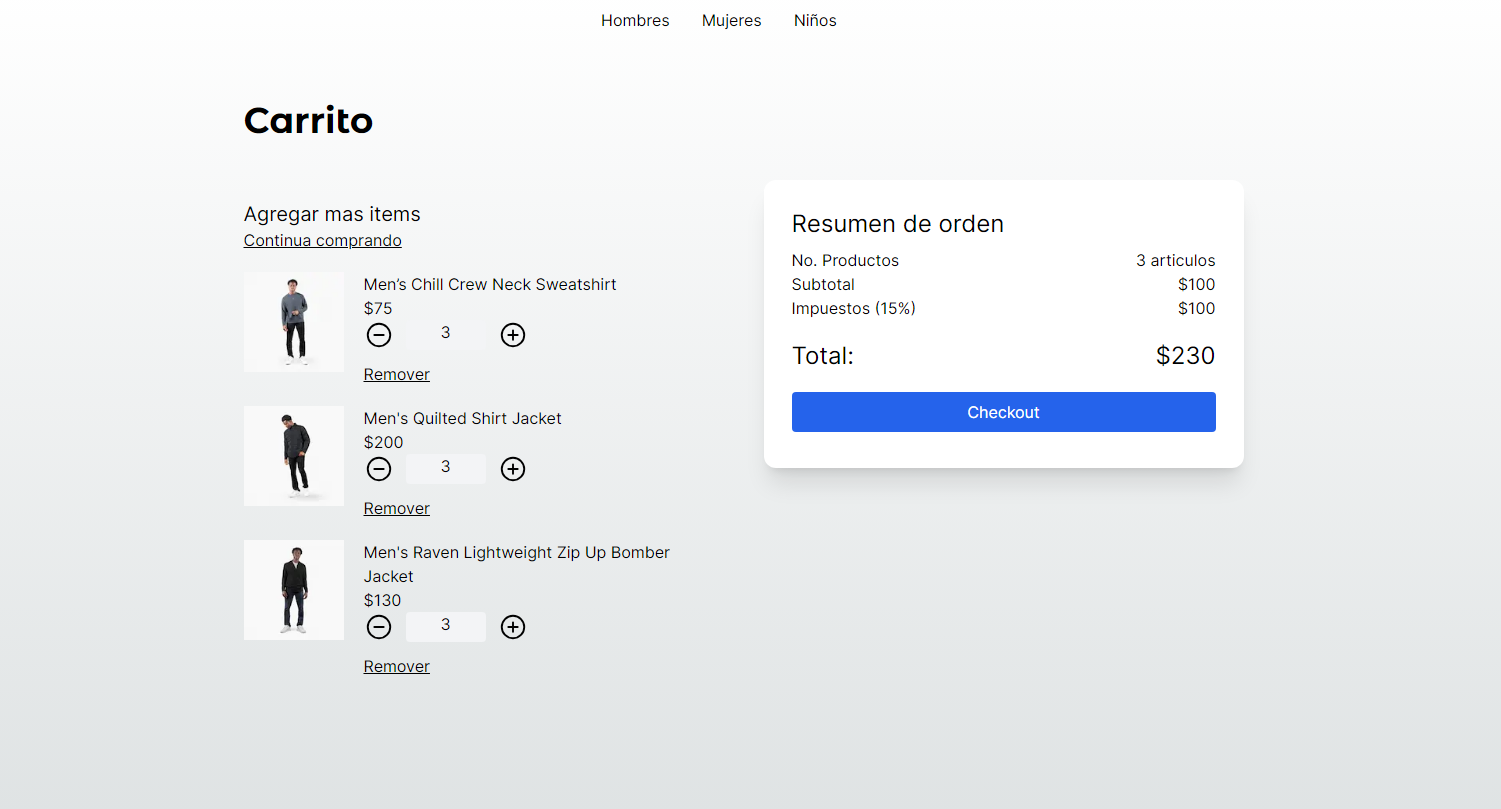 Hombres Mujeres Niños
Carrito
Agregar mas items
Continua comprando
Men’s Chill Crew Neck Sweatshirt
$75
3
Remover
Men's Quilted Shirt Jacket
$200
3
Remover
Men's Raven Lightweight Zip Up Bomber
Jacket
$130
3
Remover
Resumen de orden
No. Productos 3 articulos
Subtotal $100
Impuestos (15%) $100
Total: $230
Checkout